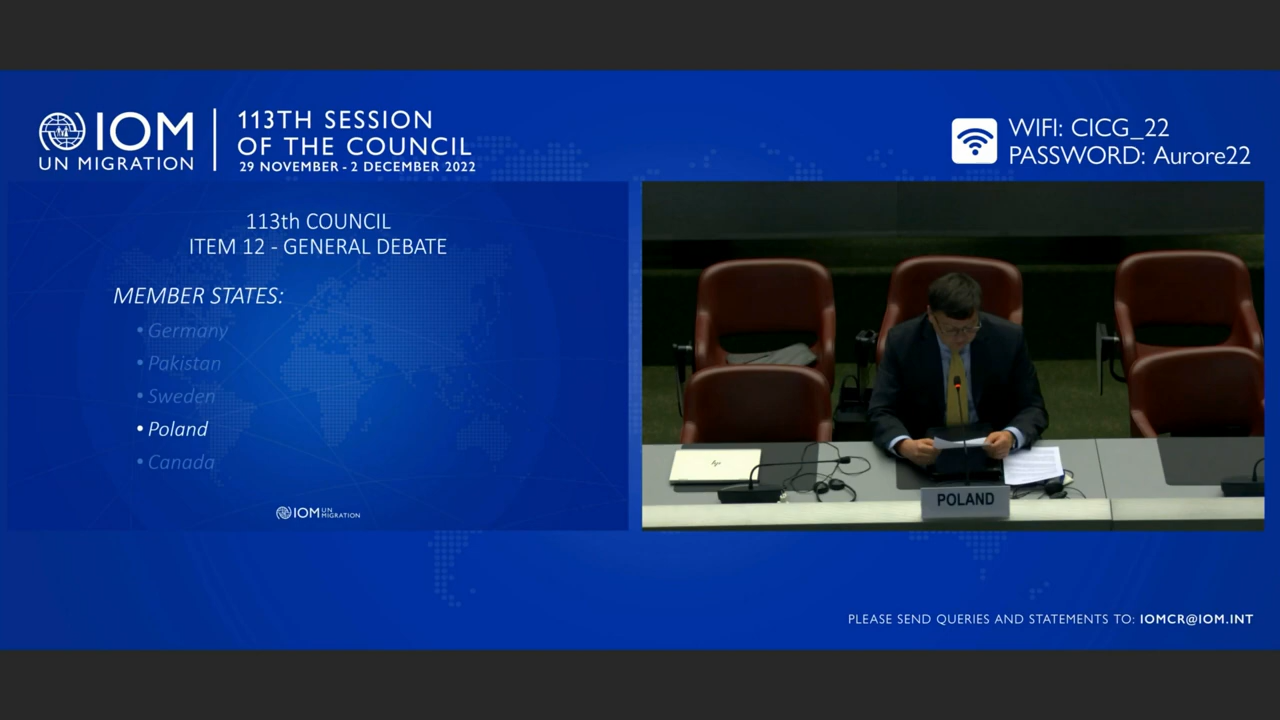 IOM
UN MIGRATION
113TH SESSION
OF THE COUNCIL
29 NOVEMBER - 2 DECEMBER 2022
WIFI: CICG_22
PASSWORD: Aurore22
113th COUNCIL
ITEM 12 - GENERAL DEBATE
MEMBER STATES:
• Germany
• Pakistan
• Sweden
• Poland
• Canada
IOM UN MIGRATION
POLAND
PLEASE SEND QUERIES AND STATEMENTS TO: IOMCR@IOM.INT